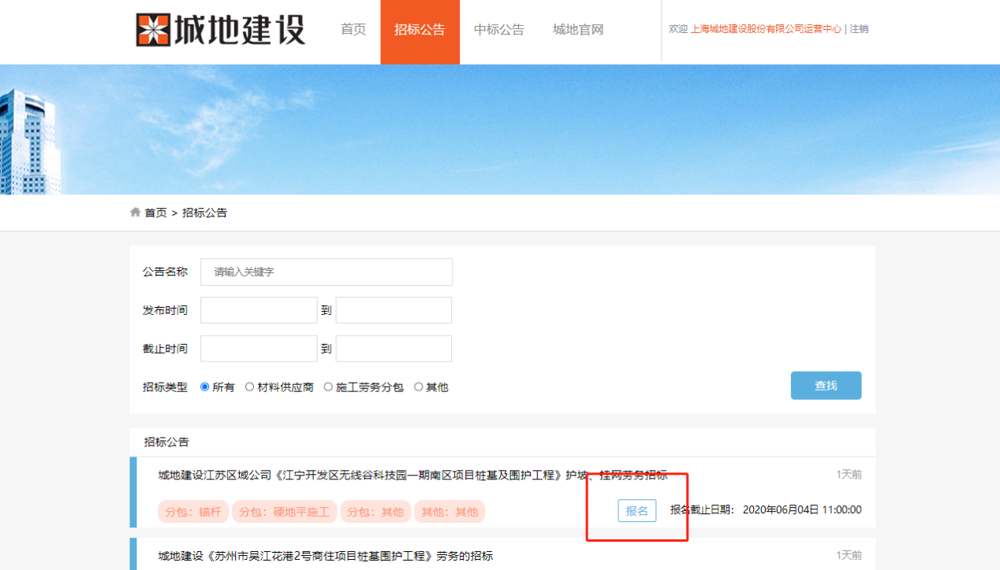 城地建设 首页 招标公告 中标公告 城地官网 欢迎 上海城地建设股份有限公司运营中心 | 注销
首页 > 招标公告
公告名称 请输入关键字
发布时间 到
截止时间 到
招标类型 所有 材料供应商 施工劳务分包 其他 查找
招标公告
城地建设江苏区域公司《江宁开发区无线谷科技园一期南区项目桩基及围护工程》护坡、挂网劳务招标 1天前
分包：锚杆 分包：硬地平施工 分包：其他 其他：其他 报名 报名截止日期： 2020年06月04日 11:00:00
城地建设《苏州市吴江花港2号商住项目桩基围护工程》劳务的招标 1天前